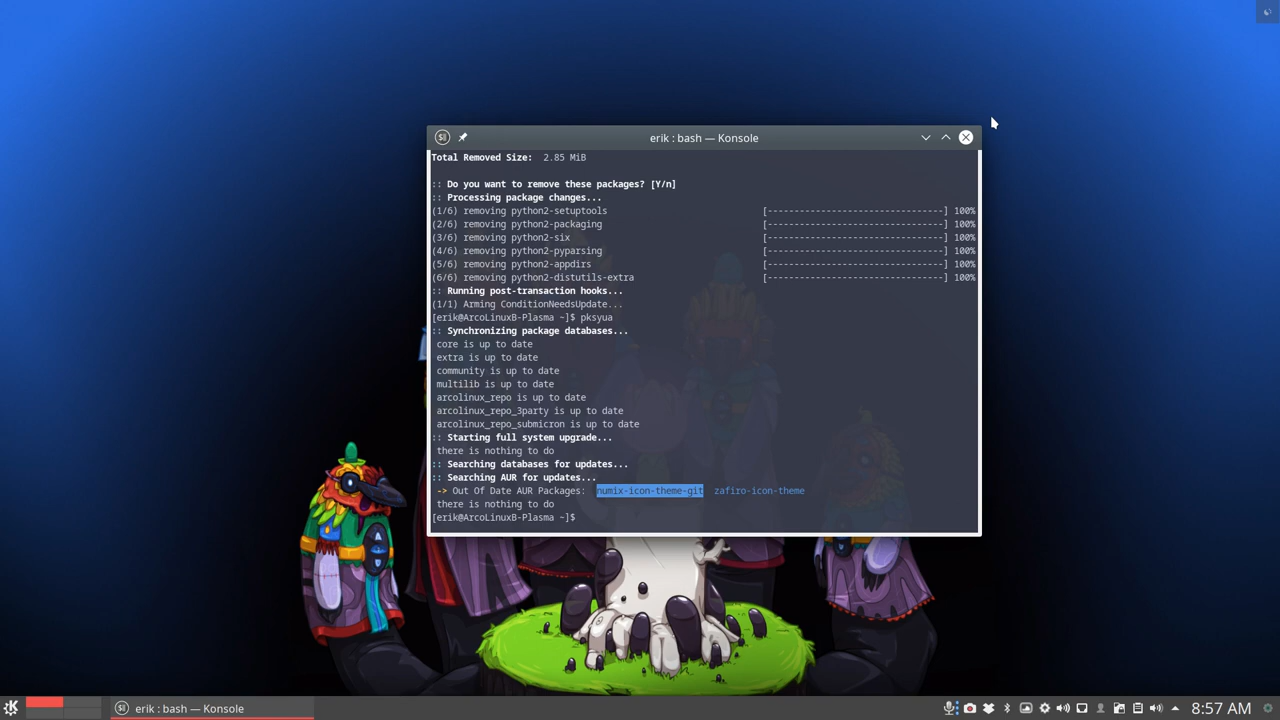 erik : bash — Konsole
Total Removed Size:  2.85 MiB
:: Do you want to remove these packages? [Y/n]
:: Processing package changes...
(1/6) removing python2-setuptools [---------------------------------] 100%
(2/6) removing python2-packaging [---------------------------------] 100%
(3/6) removing python2-six [---------------------------------] 100%
(4/6) removing python2-pyparsing [---------------------------------] 100%
(5/6) removing python2-appdirs [---------------------------------] 100%
(6/6) removing python2-distutils-extra [---------------------------------] 100%
:: Running post-transaction hooks...
(1/1) Arming ConditionNeedsUpdate...
[erik@ArcoLinuxB-Plasma ~]$ pksyua
:: Synchronizing package databases...
core is up to date
extra is up to date
community is up to date
multilib is up to date
arcolinux_repo is up to date
arcolinux_repo_3party is up to date
arcolinux_repo_submicron is up to date
:: Starting full system upgrade...
there is nothing to do
:: Searching databases for updates...
:: Searching AUR for updates...
-> Out Of Date AUR Packages:  numix-icon-theme-git  zafiro-icon-theme
there is nothing to do
[erik@ArcoLinuxB-Plasma ~]$
erik : bash — Konsole
8:57 AM